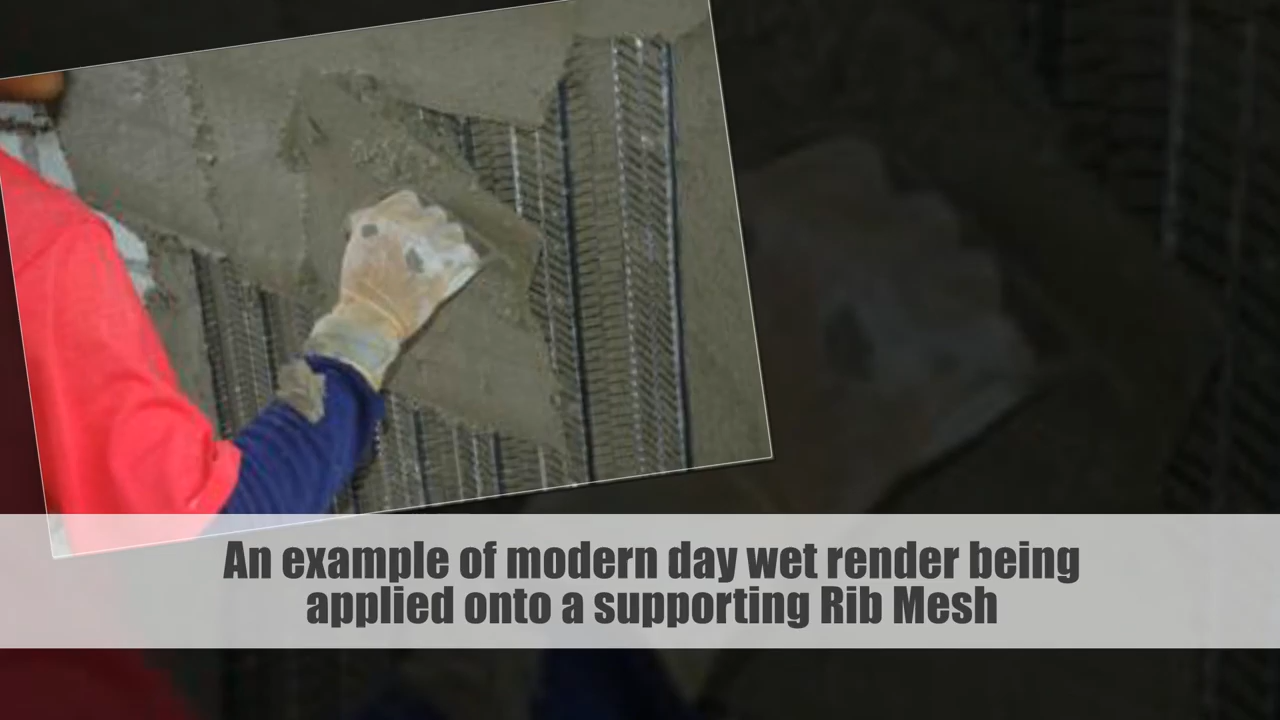 An example of modern day wet render being
applied onto a supporting Rib Mesh